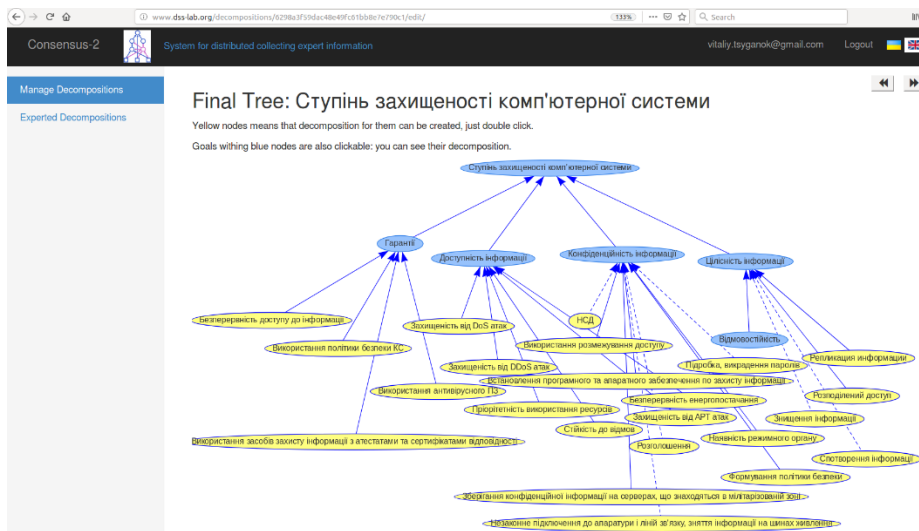 www.dss-lab.org/decompositions/6298a3f59dac48e49fc61bb8e7e790c1/edit/
133%
Search
Consensus-2
System for distributed collecting expert information
vitaliy.tsyganok@gmail.com
Logout
Manage Decompositions
Experted Decompositions
Final Tree: Ступінь захищеності комп'ютерної системи
Yellow nodes means that decomposition for them can be created, just double click.
Goals withing blue nodes are also clickable: you can see their decomposition.
Ступінь захищеності комп'ютерної системи
Гарантії
Доступність інформації
Конфіденційність інформації
Цілісність інформації
Безперервність доступу до інформації
Захищеність від DoS атак
НСД
Використання політики безпеки КС
Використання розмежування доступу
Відмовостійкість
Репликация информации
Захищеність від DDoS атак
Підробка, викрадення паролів
Встановлення програмного та апаратного забезпечення по захисту інформації
Використання антивірусного ПЗ
Безперервність енергопостачання
Розподілений доступ
Пріорітетність використання ресурсів
Захищеність від АРТ атак
Знищення інформації
Стійкість до відмов
Використання засобів захисту інформації з атестатами та сертифікатами відповідності
Розголошення
Наявність режимного органу
Спотворення інформації
Формування політики безпеки
Зберігання конфіденційної інформації на серверах, що знаходяться в мілітаризованій зоні
Незаконне підключення до апаратури і ліній зв'язку, зняття інформації на шинах живлення